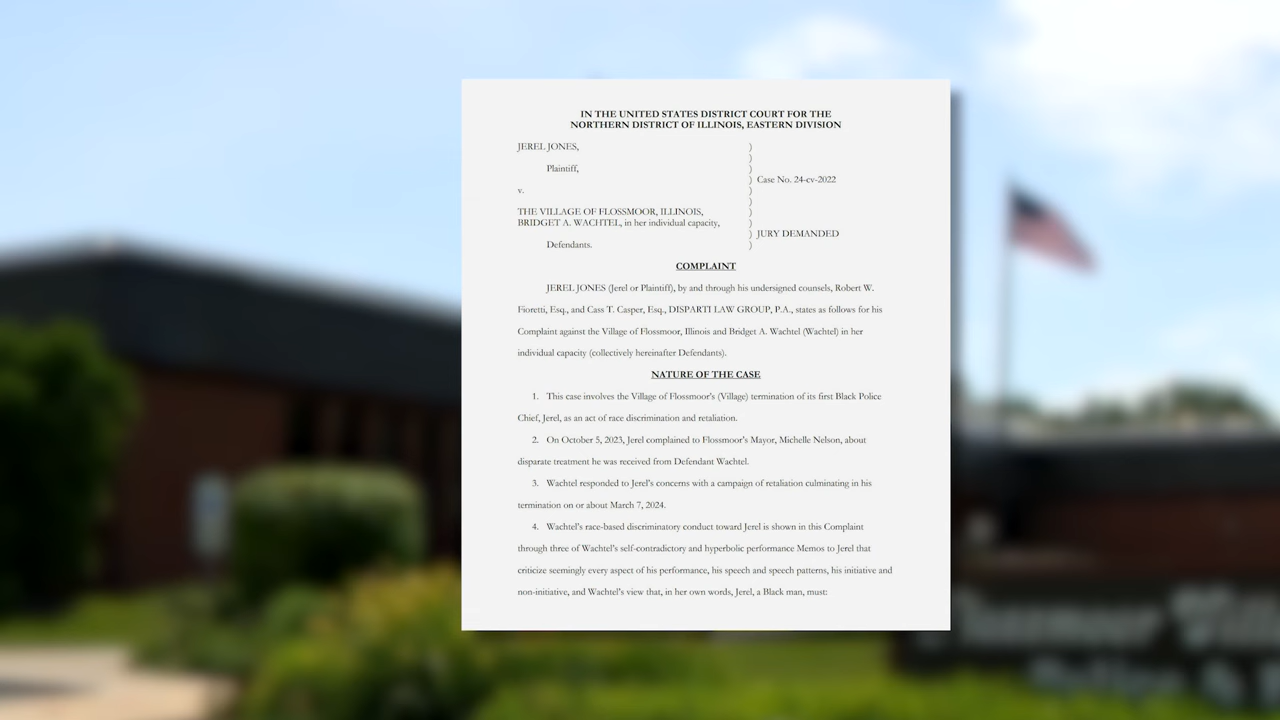 IN THE UNITED STATES DISTRICT COURT FOR THE
NORTHERN DISTRICT OF ILLINOIS, EASTERN DIVISION
JEREL JONES,
Plaintiff,
v.
THE VILLAGE OF FLOSSMOOR, ILLINOIS,
BRIDGET A. WACHTEL, in her individual capacity,
Defendants.
)
)
)
) Case No. 24-cv-2022
)
)
)
)
) JURY DEMANDED
)
COMPLAINT
JEREL JONES (Jerel or Plaintiff), by and through his undersigned counsels, Robert W.
Fioretti, Esq., and Cass T. Casper, Esq., DISPARTI LAW GROUP, P.A., states as follows for his
Complaint against the Village of Flossmoor, Illinois and Bridget A. Wachtel (Wachtel) in her
individual capacity (collectively hereinafter Defendants).
NATURE OF THE CASE
1. This case involves the Village of Flossmoor's (Village) termination of its first Black Police
Chief, Jerel, as an act of race discrimination and retaliation.
2. On October 5, 2023, Jerel complained to Flossmoor's Mayor, Michelle Nelson, about
disparate treatment he was received from Defendant Wachtel.
3. Wachtel responded to Jerel's concerns with a campaign of retaliation culminating in his
termination on or about March 7, 2024.
4. Wachtel's race-based discriminatory conduct toward Jerel is shown in this Complaint
through three of Wachtel's self-contradictory and hyperbolic performance Memos to Jerel that
criticize seemingly every aspect of his performance, his speech and speech patterns, his initiative and
non-initiative, and Wachtel's view that, in her own words, Jerel, a Black man, must:
Flossmoor